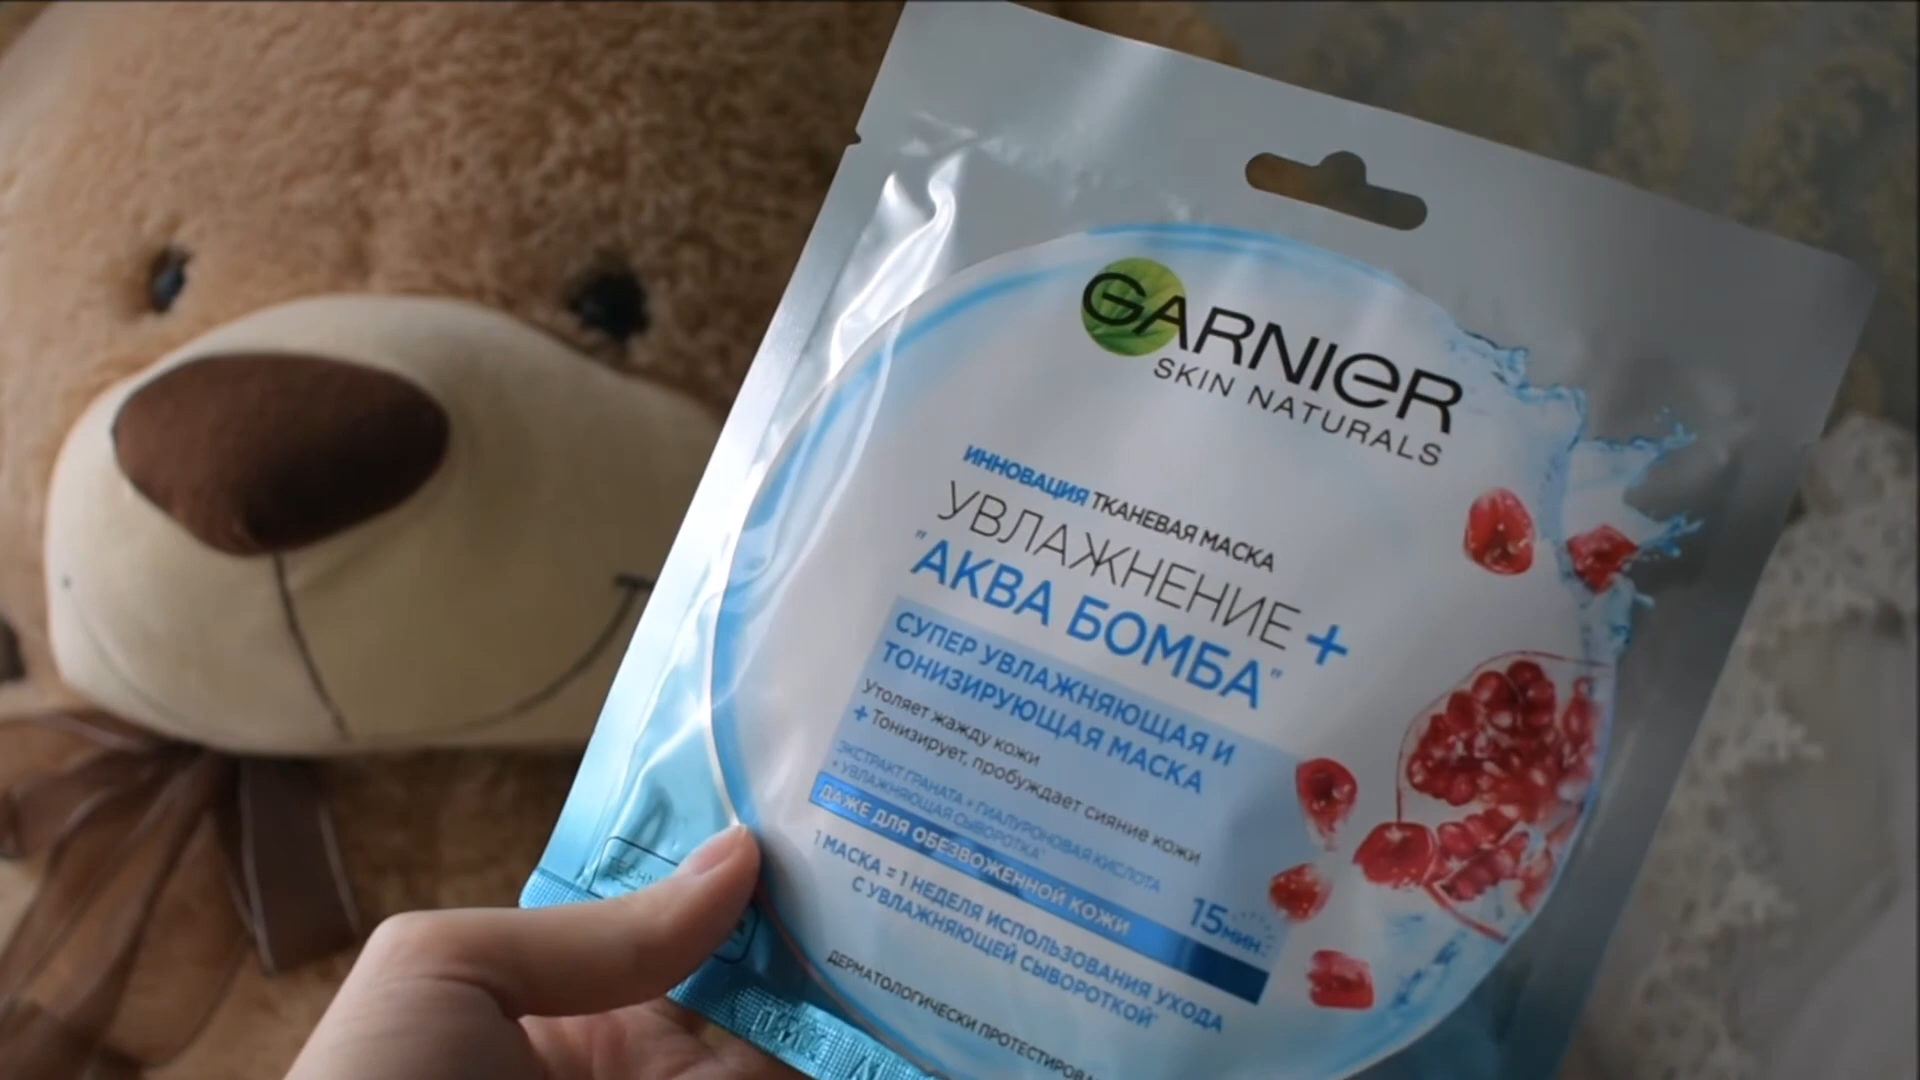 GARNIER
SKIN NATURALS
ИННОВАЦИЯ ТКАНЕВАЯ МАСКА
УВЛАЖНЕНИЕ +
"АКВА БОМБА"
СУПЕР УВЛАЖНЯЮЩАЯ И
ТОНИЗИРУЮЩАЯ МАСКА
Утоляет жажду кожи
+ Тонизирует, пробуждает сияние кожи
ЭКСТРАКТ ГРАНАТА + ГИАЛУРОНОВАЯ КИСЛОТА
+ УВЛАЖНЯЮЩАЯ СЫВОРОТКА
ДАЖЕ ДЛЯ ОБЕЗВОЖЕННОЙ КОЖИ
15 мин.
1 МАСКА = 1 НЕДЕЛЯ ИСПОЛЬЗОВАНИЯ УХОДА
С УВЛАЖНЯЮЩЕЙ СЫВОРОТКОЙ
ДЕРМАТОЛОГИЧЕСКИ